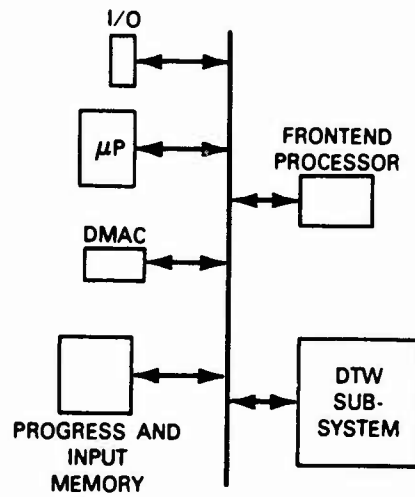 I/O
μP
FRONTEND
PROCESSOR
DMAC
PROGRESS AND
INPUT
MEMORY
DTW
SUB-
SYSTEM